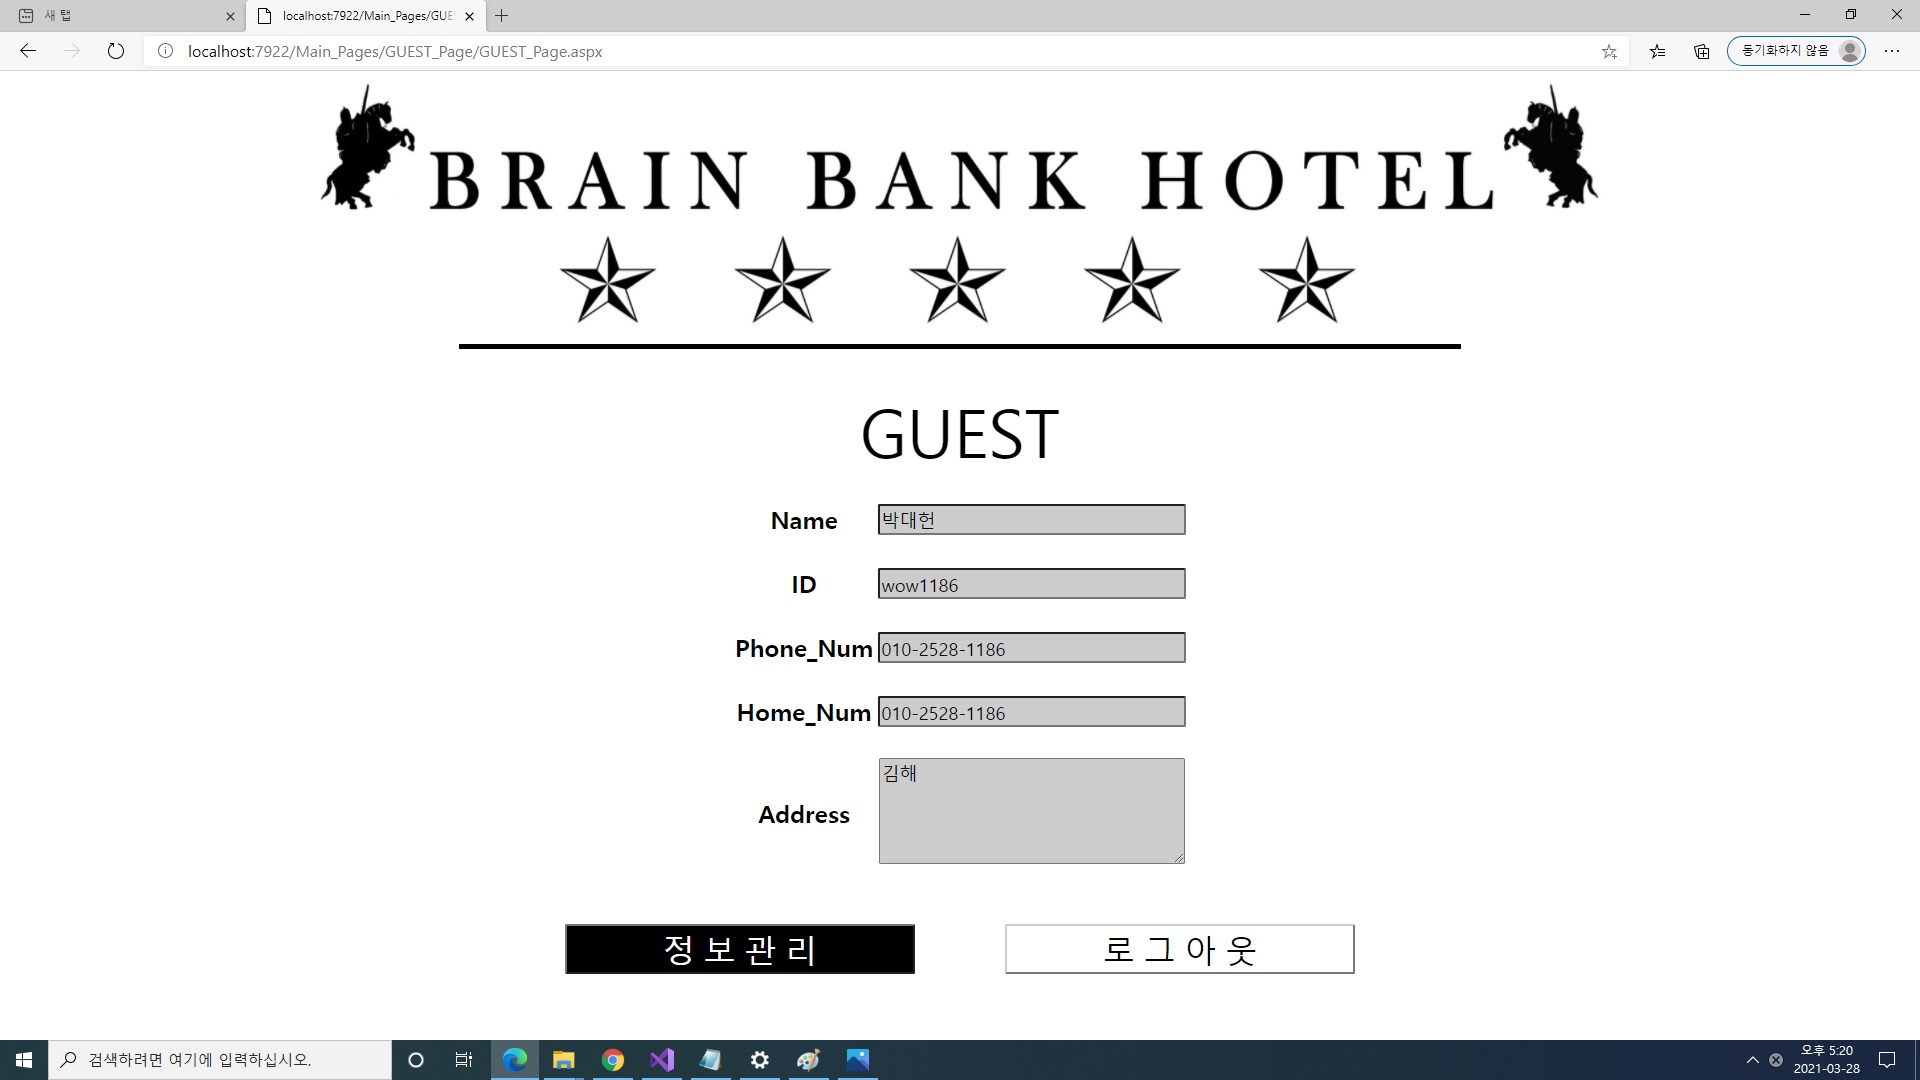 새 탭
localhost:7922/Main_Pages/GUE
localhost:7922/Main_Pages/GUEST_Page/GUEST_Page.aspx
동기화하지 않음
BRAIN BANK HOTEL
GUEST
Name 박대헌
ID wow1186
Phone_Num 010-2528-1186
Home_Num 010-2528-1186
Address 김해
정보관리 로그아웃
검색하려면 여기에 입력하십시오.
오후 5:20
2021-03-28